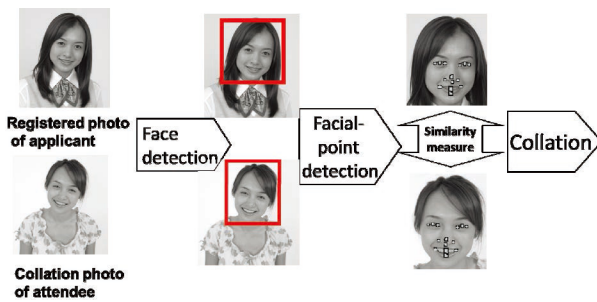 Registered photo
of applicant
Face
detection
Facial-
point
detection
Similarity
measure
Collation
Collation photo
of attendee